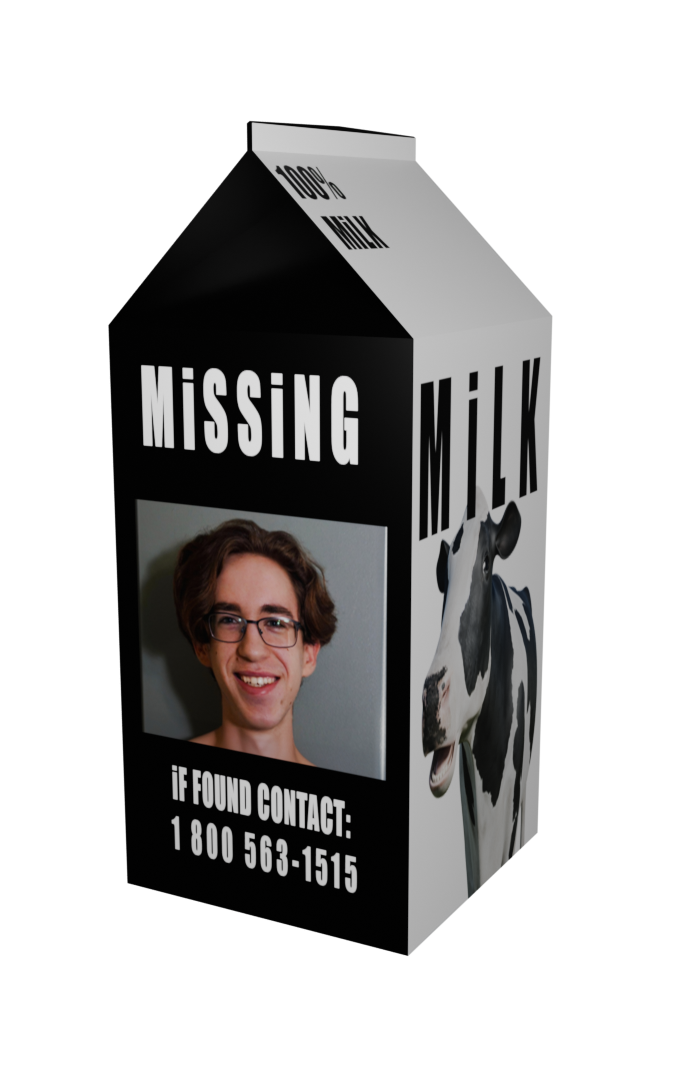 100%
MiLK
MiSSiNG
MiLK
iF FOUND CONTACT:
1 800 563-1515